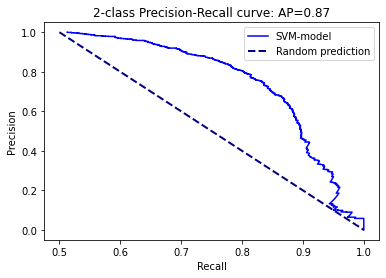 2-class Precision-Recall curve: AP=0.87
SVM-model
Random prediction
Precision
1.0
0.8
0.6
0.4
0.2
0.0
0.5
0.6
0.7
0.8
0.9
1.0
Recall